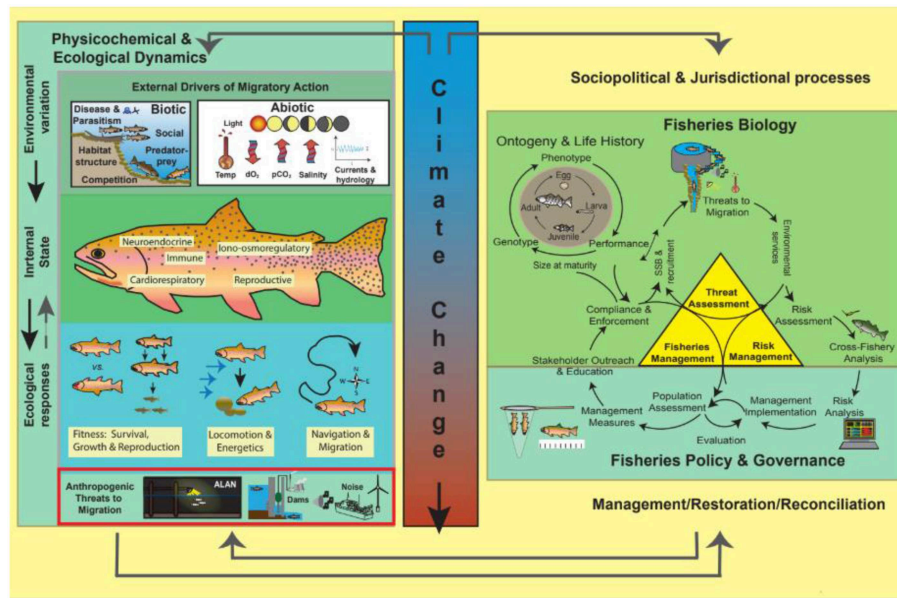 Physicochemical &
Ecological Dynamics
Environmental
variation
Inrternal
State
Ecological
responses
External Drivers of Migratory Action
Disease &
Parasitism
Biotic
Social
Habitat
structure
Predator-
prey
Competition
Abiotic
Light
Temp
dO₂
pCO₂
Salinity
Currents &
hydrology
Neuroendocrine
Immune
Iono-osmoregulatory
Cardiorespiratory
Reproductive
vs.
N
W
E
S
Fitness: Survival,
Growth & Reproduction
Locomotion &
Energetics
Navigation &
Migration
Anthropogenic
Threats to
Migration
ALAN
Dams
Noise
Climate Change
Sociopolitical & Jurisdictional processes
Fisheries Biology
Ontogeny & Life History
Phenotype
Egg
Adult
Larva
Juvenile
Genotype
Performance
Size at maturity
Threats to
Migration
SSB &
recruitment
Environmental
services
Threat
Assessment
Fisheries
Management
Risk
Management
Compliance &
Enforcement
Risk
Assessment
Cross-Fishery
Analysis
Stakeholder Outreach
& Education
Population
Assessment
Management
Implementation
Risk
Analysis
Management
Measures
Evaluation
Fisheries Policy & Governance
Management/Restoration/Reconciliation